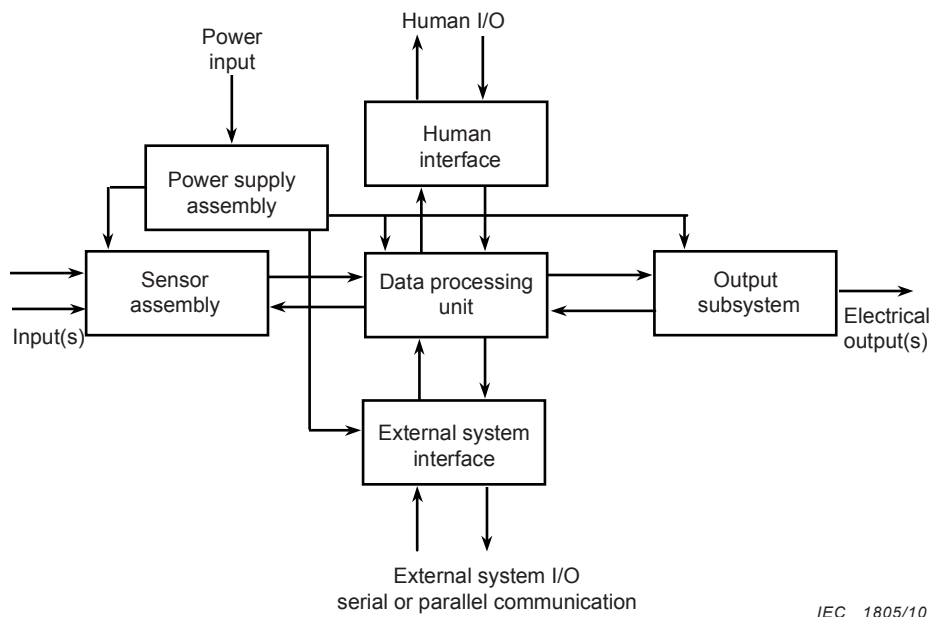 Human I/O
Power
input
Human
interface
Power supply
assembly
Sensor
assembly
Data processing
unit
Output
subsystem
Input(s)
Electrical
output(s)
External system
interface
External system I/O
serial or parallel communication
IEC 1805/10